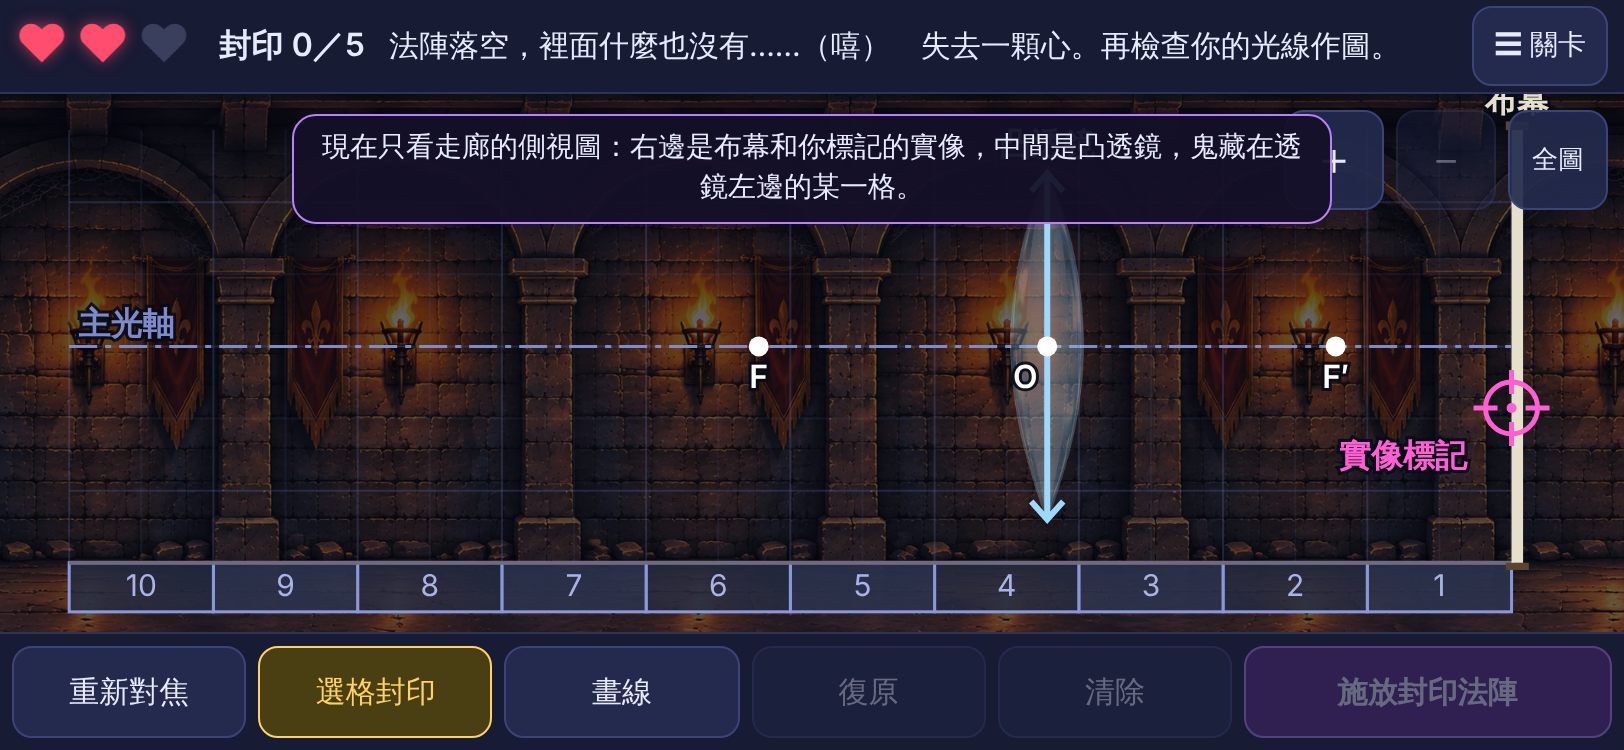 封印 0／5 法陣落空，裡面什麼也沒有……（嘻） 失去一顆心。再檢查你的光線作圖。
☰ 關卡
布幕
現在只看走廊的側視圖：右邊是布幕和你標記的實像，中間是凸透鏡，鬼藏在透
鏡左邊的某一格。
+
−
全圖
主光軸
F
O
F′
實像標記
10 9 8 7 6 5 4 3 2 1
重新對焦
選格封印
畫線
復原
清除
施放封印法陣